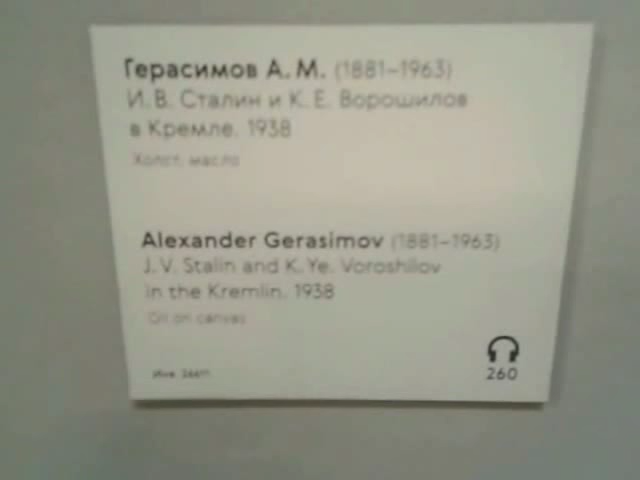 Герасимов А. М. (1881–1963)
И. В. Сталин и К. Е. Ворошилов
в Кремле. 1938
Холст, масло
Alexander Gerasimov (1881–1963)
J. V. Stalin and K. Ye. Voroshilov
in the Kremlin. 1938
Oil on canvas
Инв.
260